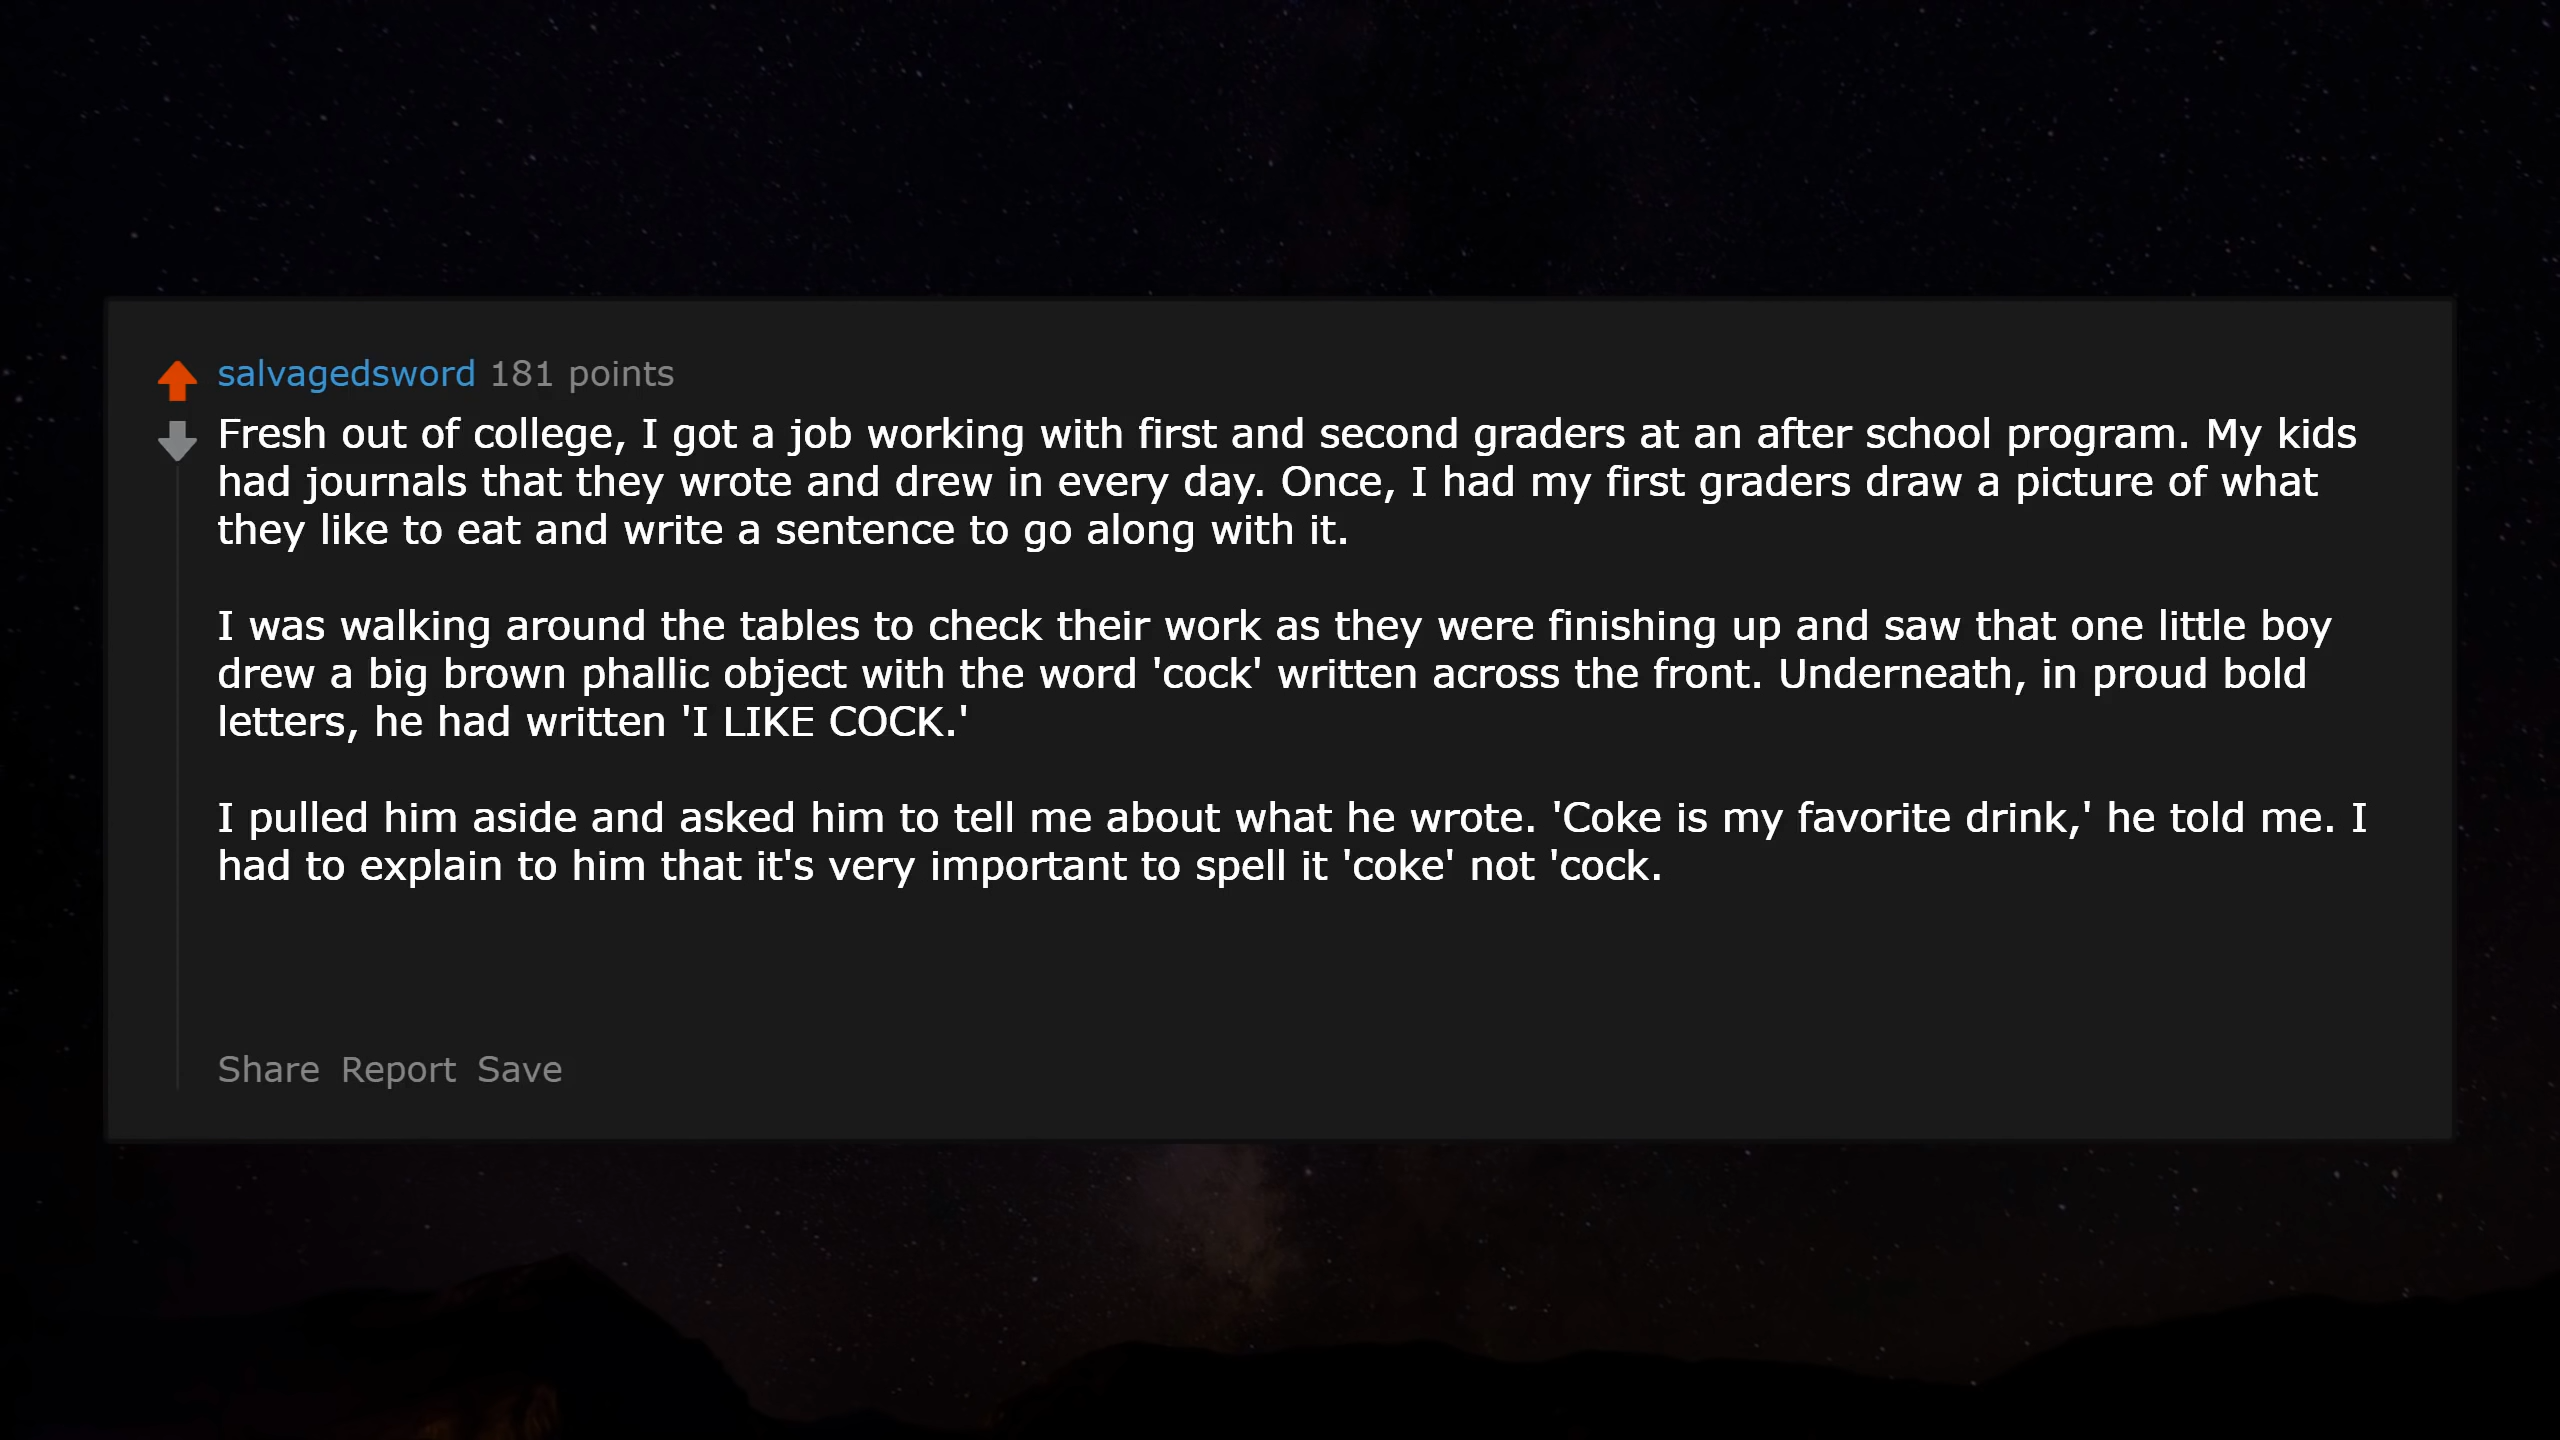 salvagedsword 181 points
Fresh out of college, I got a job working with first and second graders at an after school program. My kids
had journals that they wrote and drew in every day. Once, I had my first graders draw a picture of what
they like to eat and write a sentence to go along with it.
I was walking around the tables to check their work as they were finishing up and saw that one little boy
drew a big brown phallic object with the word 'cock' written across the front. Underneath, in proud bold
letters, he had written 'I LIKE COCK.'
I pulled him aside and asked him to tell me about what he wrote. 'Coke is my favorite drink,' he told me. I
had to explain to him that it's very important to spell it 'coke' not 'cock.
Share Report Save